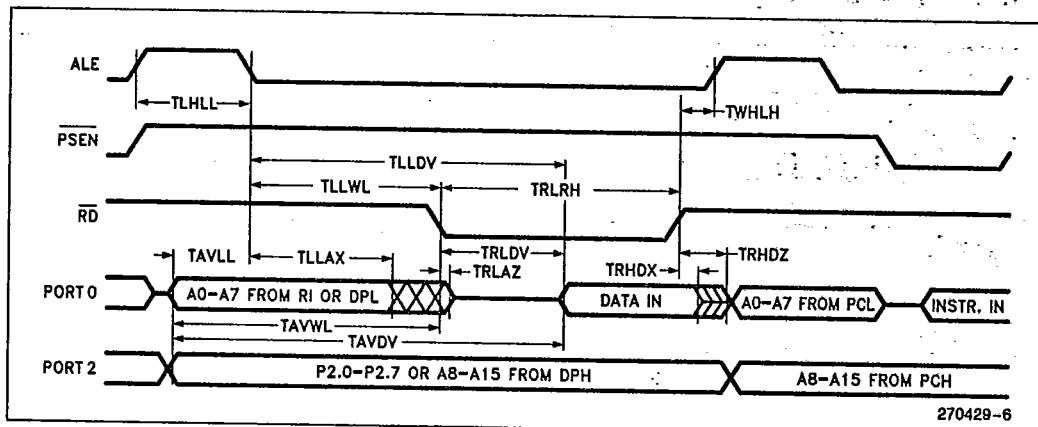 ALE
TLHLL
TWHLH
PSEN
TLLDV
TLLWL
TRLRH
RD
TAVLL
TLLAX
TRLDV
TRLAZ
TRHDX
TRHDZ
PORT 0
A0–A7 FROM RI OR DPL
DATA IN
A0–A7 FROM PCL
INSTR. IN
TAVWL
TAVDV
PORT 2
P2.0–P2.7 OR A8–A15 FROM DPH
A8–A15 FROM PCH
270429-6